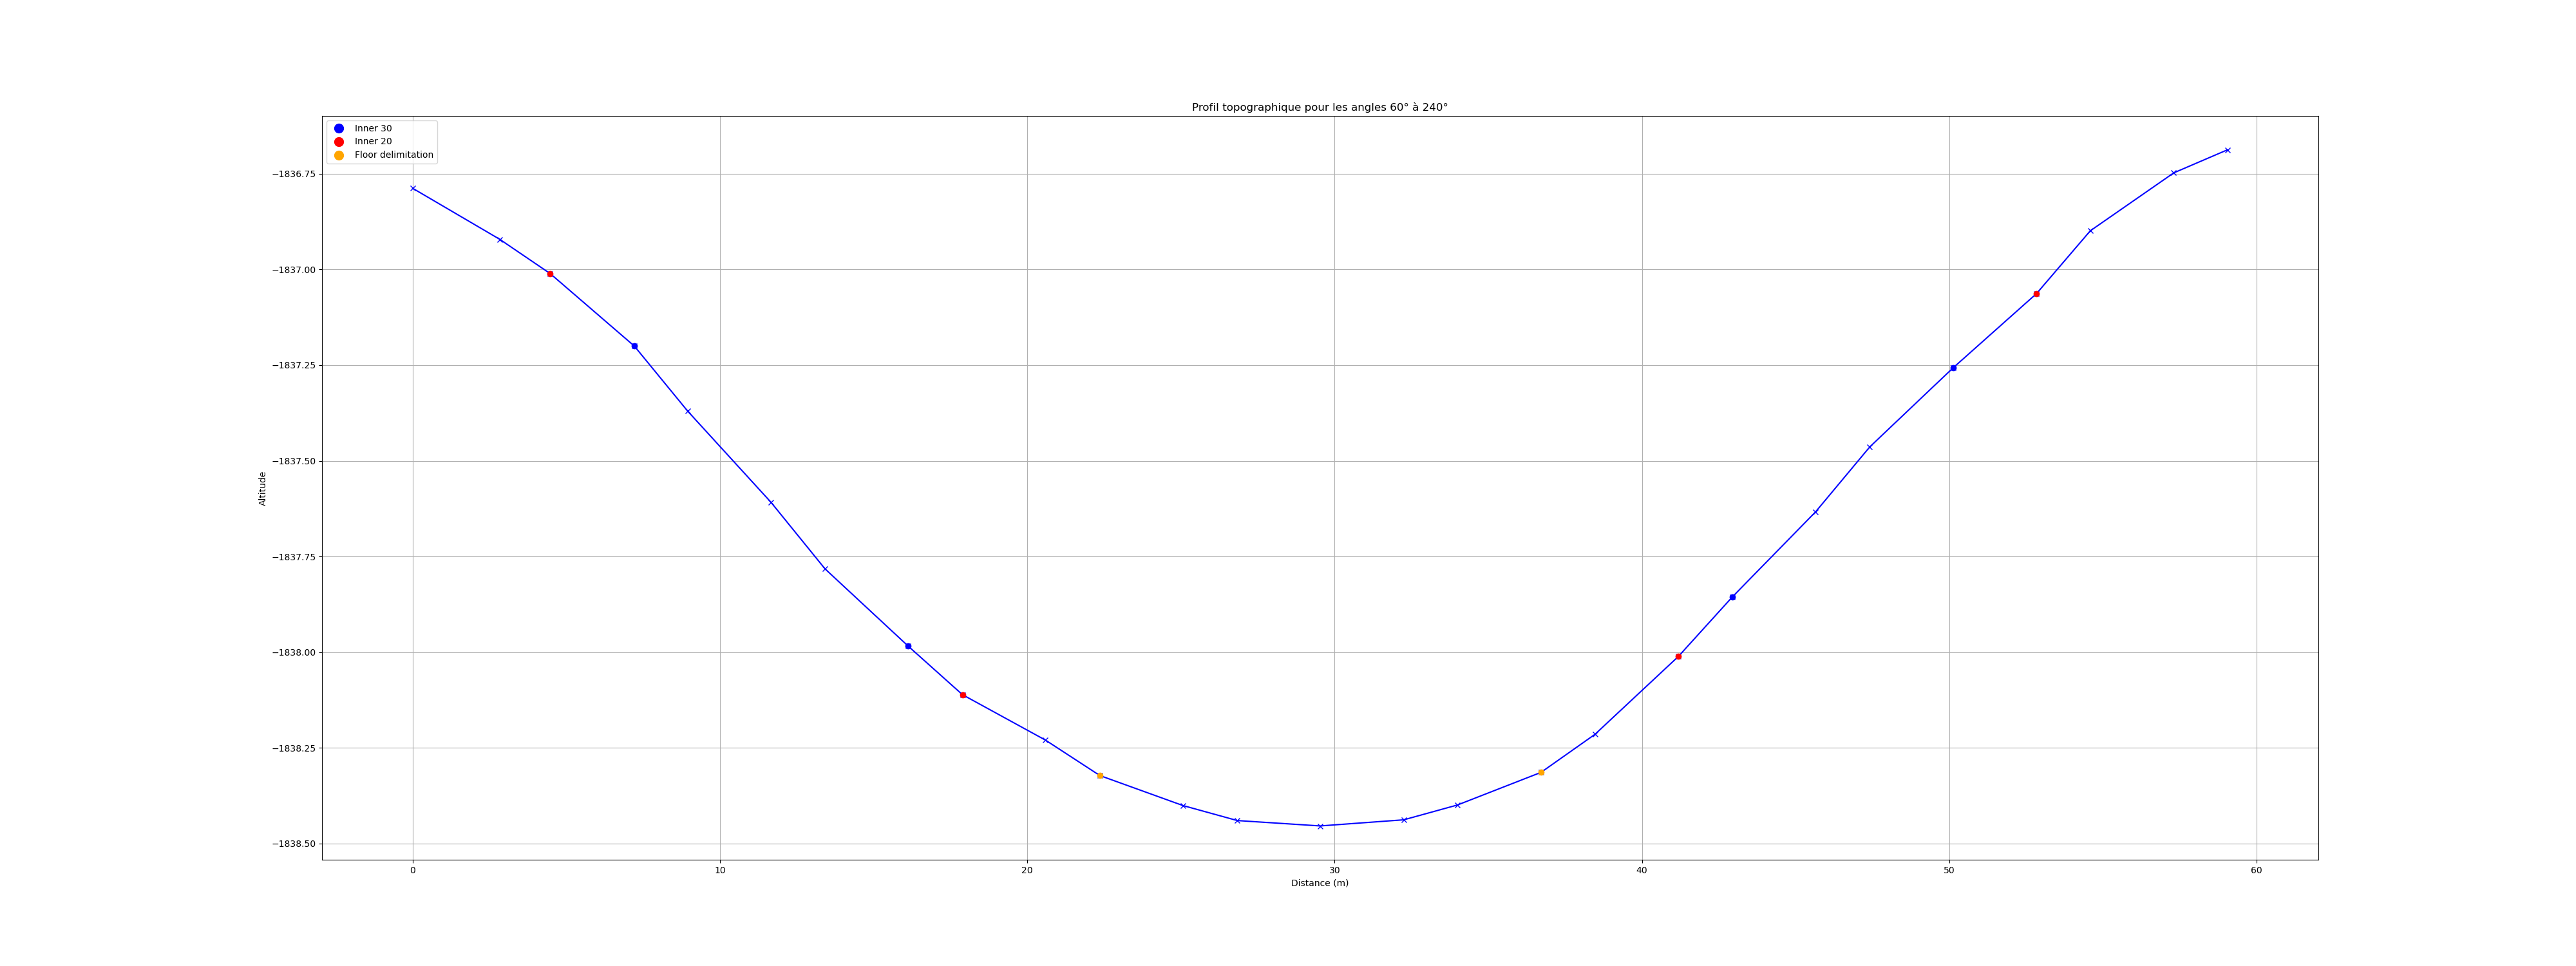 Profil topographique pour les angles 60° à 240°
Inner 30
Inner 20
Floor delimitation
−1836.75
−1837.00
−1837.25
−1837.50
−1837.75
−1838.00
−1838.25
−1838.50
Altitude
0 10 20 30 40 50 60
Distance (m)